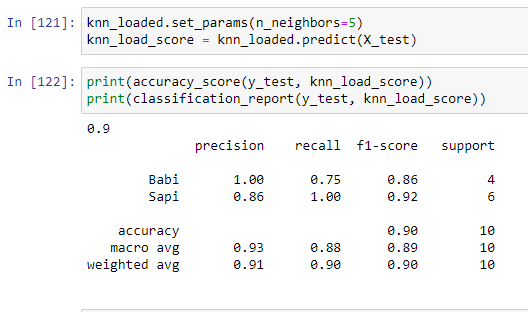 In [121]: knn_loaded.set_params(n_neighbors=5)
knn_load_score = knn_loaded.predict(X_test)
In [122]: print(accuracy_score(y_test, knn_load_score))
print(classification_report(y_test, knn_load_score))
0.9
precision recall f1-score support
Babi 1.00 0.75 0.86 4
Sapi 0.86 1.00 0.92 6
accuracy 0.90 10
macro avg 0.93 0.88 0.89 10
weighted avg 0.91 0.90 0.90 10